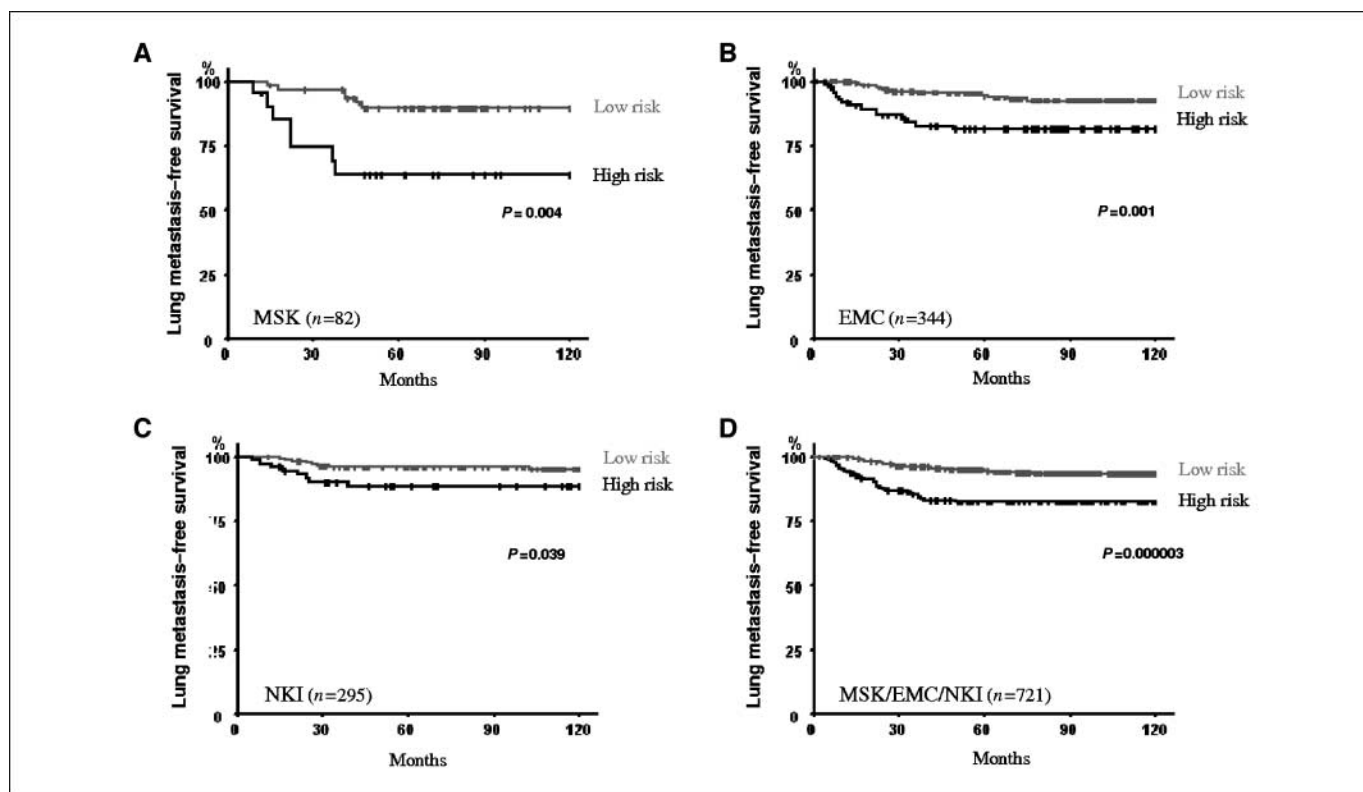 A
%
100
75
50
25
0
Lung metastasis-free survival
Low risk
High risk
P = 0.004
MSK (n=82)
0 30 60 90 120
Months
B
%
100
75
50
25
0
Lung metastasis-free survival
Low risk
High risk
P=0.001
EMC (n=344)
0 30 60 90 120
Months
C
%
100
75
50
25
0
Lung metastasis-free survival
Low risk
High risk
P=0.039
NKI (n=295)
0 30 60 90 120
Months
D
%
100
75
50
25
0
Lung metastasis-free survival
Low risk
High risk
P=0.000003
MSK/EMC/NKI (n=721)
0 30 60 90 120
Months